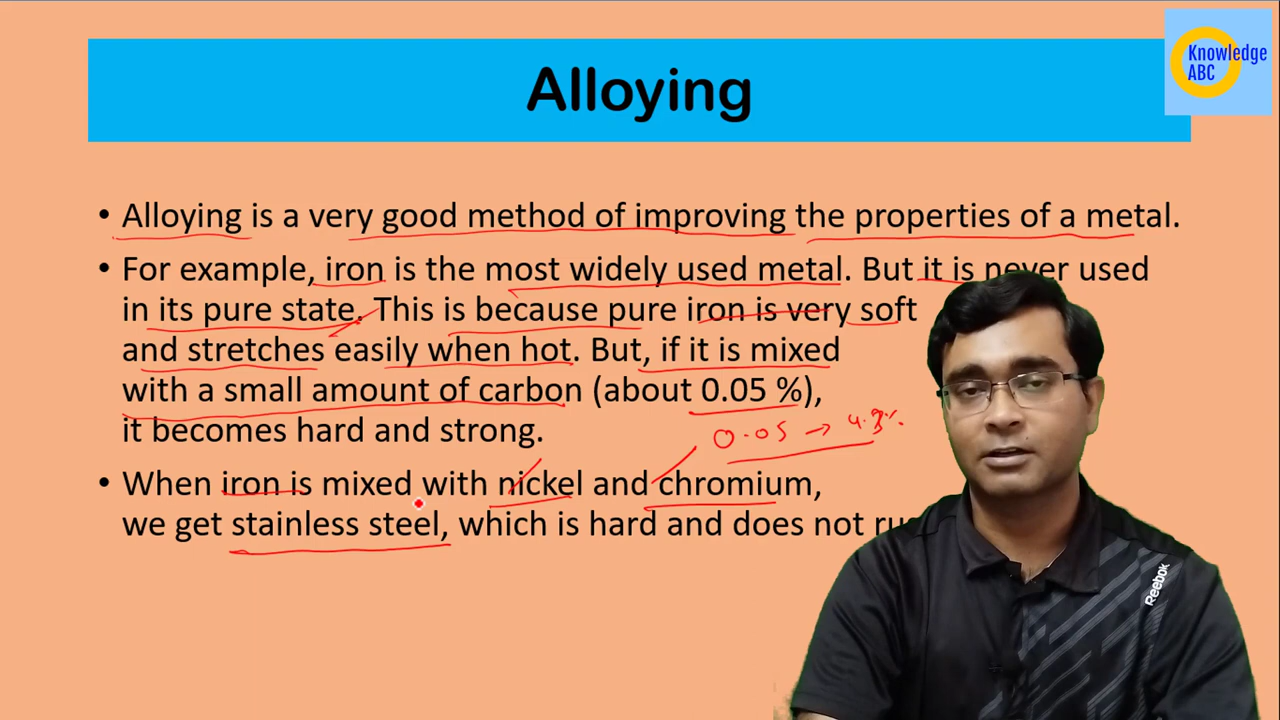 Knowledge
ABC
Alloying
• Alloying is a very good method of improving the properties of a metal.
• For example, iron is the most widely used metal. But it is never used
in its pure state. This is because pure iron is very soft
and stretches easily when hot. But, if it is mixed
with a small amount of carbon (about 0.05 %),
it becomes hard and strong.
0.05 → 4.3%
• When iron is mixed with nickel and chromium,
we get stainless steel, which is hard and does not
Reebok